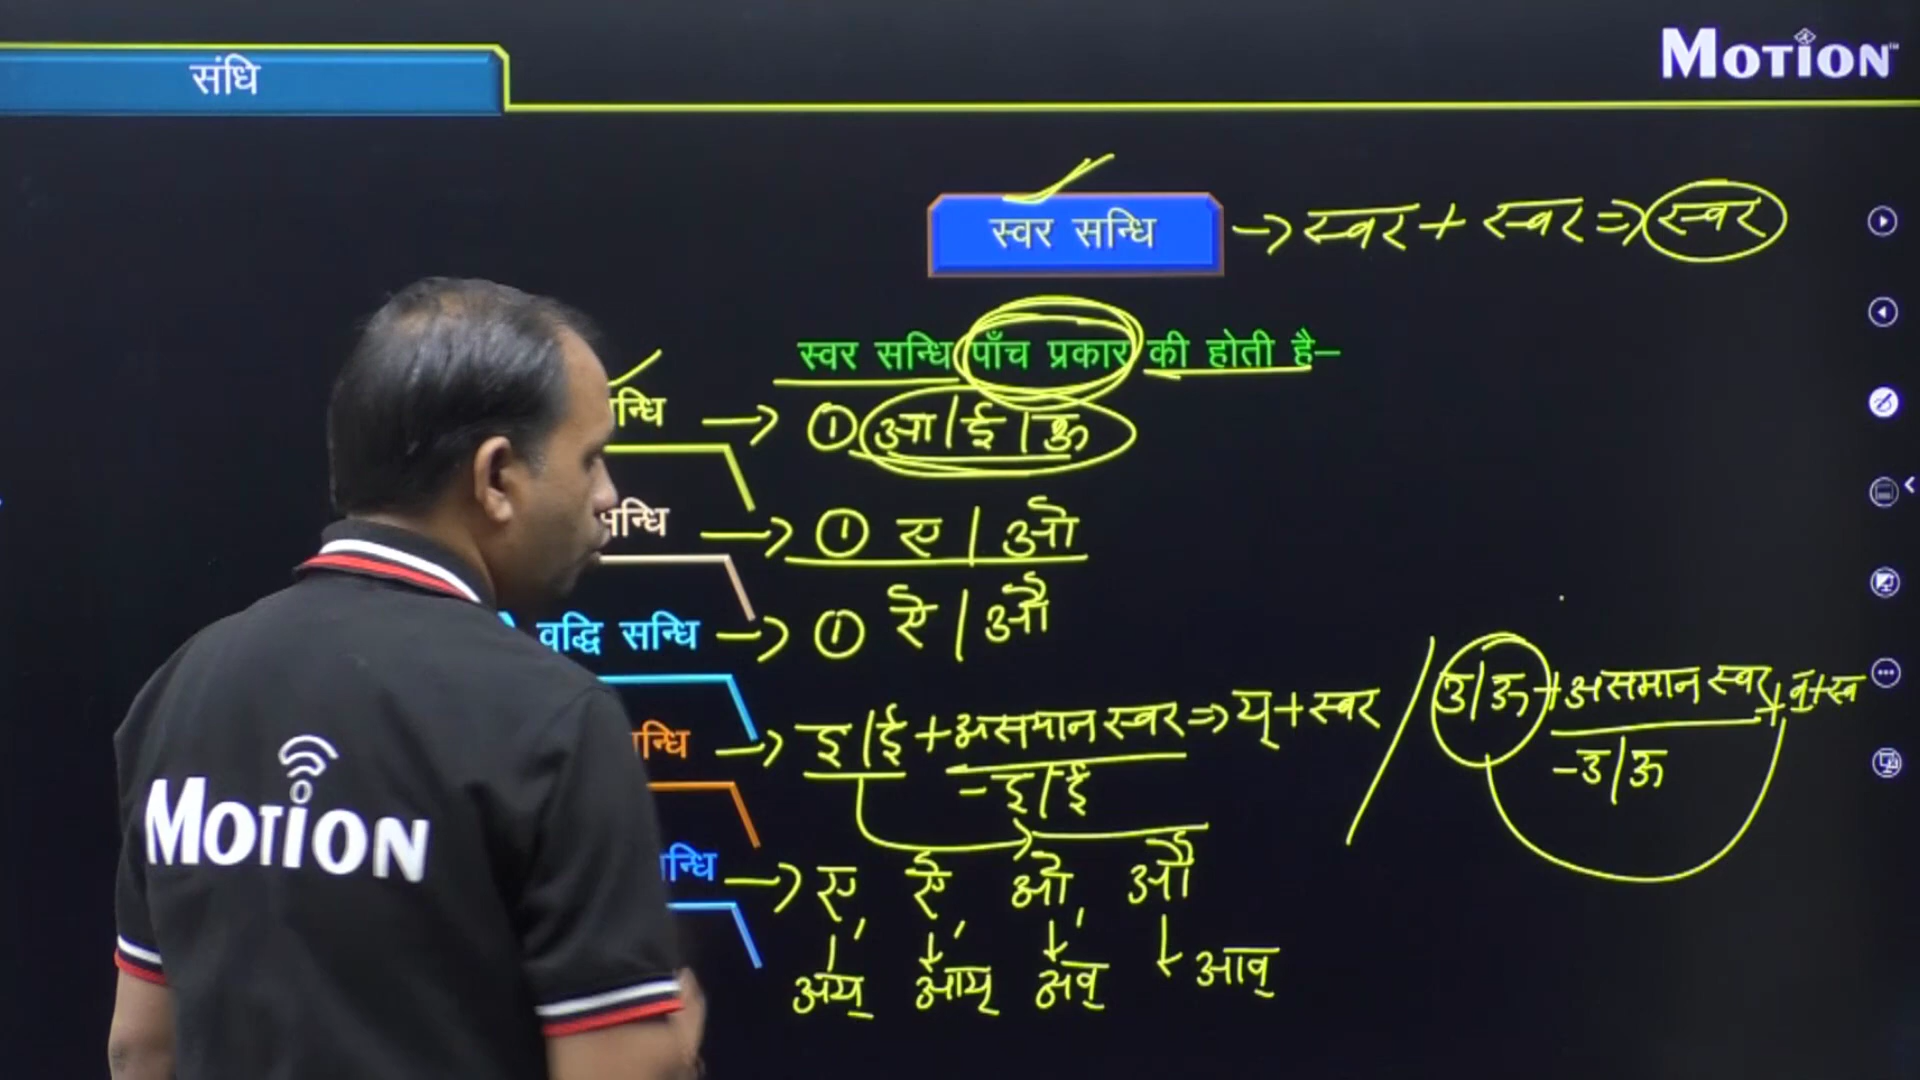 संधि
MOTION™
स्वर सन्धि → स्वर + स्वर ⇒ स्वर
स्वर सन्धि पाँच प्रकार की होती है–
न्धि → ① आ / ई / ऊ
न्धि → ① ए / ओ
वृद्धि सन्धि → ① ऐ / औ
न्धि → इ / ई + असमान स्वर ⇒ य् + स्वर / उ / ऊ + असमान स्वर व् + स्व
- इ / ई
- उ / ऊ
न्धि → ए, ऐ, ओ, औ
अय् आय् अव् आव्
MOTION